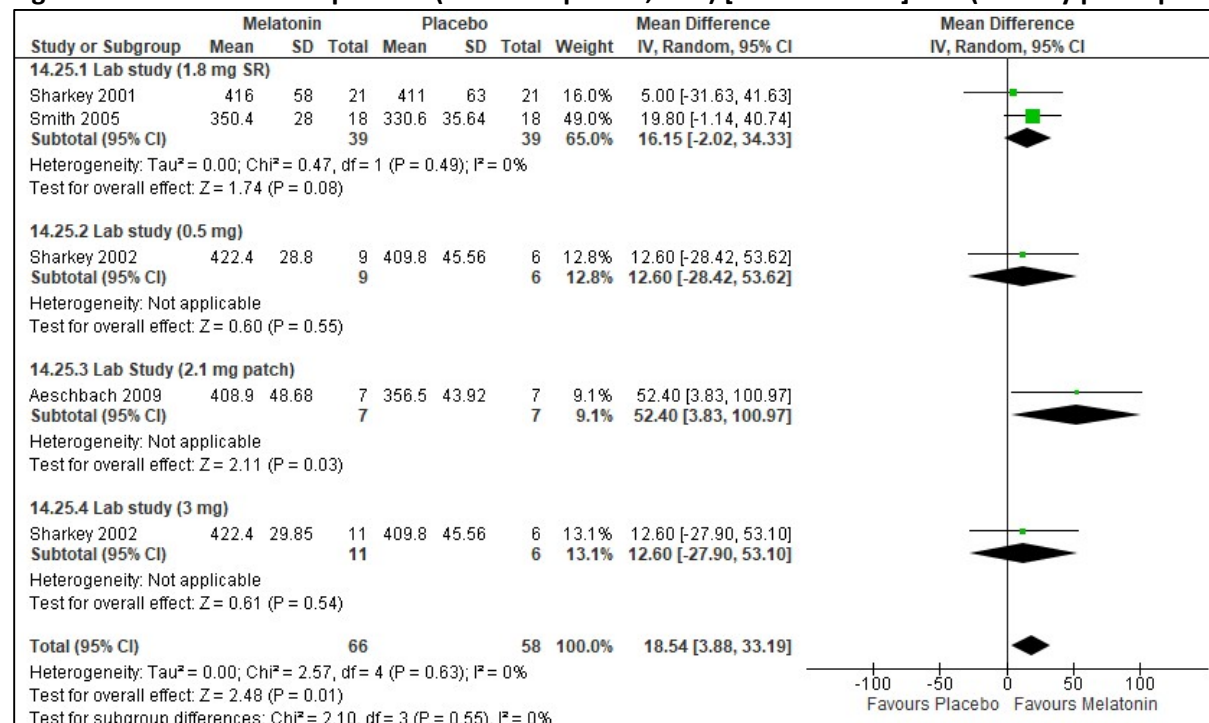 Melatonin Placebo Mean Difference Mean Difference
Study or Subgroup Mean SD Total Mean SD Total Weight IV, Random, 95% CI IV, Random, 95% CI
14.25.1 Lab study (1.8 mg SR)
Sharkey 2001 416 58 21 411 63 21 16.0% 5.00 [-31.63, 41.63]
Smith 2005 350.4 28 18 330.6 35.64 18 49.0% 19.80 [-1.14, 40.74]
Subtotal (95% CI) 39 39 65.0% 16.15 [-2.02, 34.33]
Heterogeneity: Tau² = 0.00; Chi² = 0.47, df = 1 (P = 0.49); I² = 0%
Test for overall effect: Z = 1.74 (P = 0.08)
14.25.2 Lab study (0.5 mg)
Sharkey 2002 422.4 28.8 9 409.8 45.56 6 12.8% 12.60 [-28.42, 53.62]
Subtotal (95% CI) 9 6 12.8% 12.60 [-28.42, 53.62]
Heterogeneity: Not applicable
Test for overall effect: Z = 0.60 (P = 0.55)
14.25.3 Lab Study (2.1 mg patch)
Aeschbach 2009 408.9 48.68 7 356.5 43.92 7 9.1% 52.40 [3.83, 100.97]
Subtotal (95% CI) 7 7 9.1% 52.40 [3.83, 100.97]
Heterogeneity: Not applicable
Test for overall effect: Z = 2.11 (P = 0.03)
14.25.4 Lab study (3 mg)
Sharkey 2002 422.4 29.85 11 409.8 45.56 6 13.1% 12.60 [-27.90, 53.10]
Subtotal (95% CI) 11 6 13.1% 12.60 [-27.90, 53.10]
Heterogeneity: Not applicable
Test for overall effect: Z = 0.61 (P = 0.54)
Total (95% CI) 66 58 100.0% 18.54 [3.88, 33.19]
Heterogeneity: Tau² = 0.00; Chi² = 2.57, df = 4 (P = 0.63); I² = 0%
Test for overall effect: Z = 2.48 (P = 0.01)
Test for subgroup differences: Chi² = 2.10, df = 3 (P = 0.55), I² = 0%
-100 -50 0 50 100
Favours Placebo Favours Melatonin